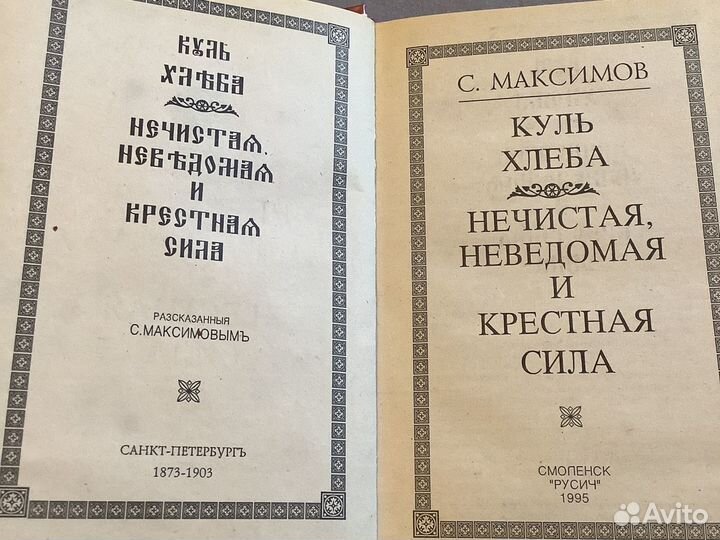 КУЛЬ
ХЛѢБА
НЕЧИСТАЯ,
НЕВѢДОМАЯ
И
КРЕСТНАЯ
СИЛА
РАЗСКАЗАННЫЯ
С.МАКСИМОВЫМЪ
САНКТ-ПЕТЕРБУРГЪ
1873-1903
С. МАКСИМОВ
КУЛЬ
ХЛЕБА
НЕЧИСТАЯ,
НЕВЕДОМАЯ
И
КРЕСТНАЯ
СИЛА
СМОЛЕНСК
"РУСИЧ"
1995
Avito